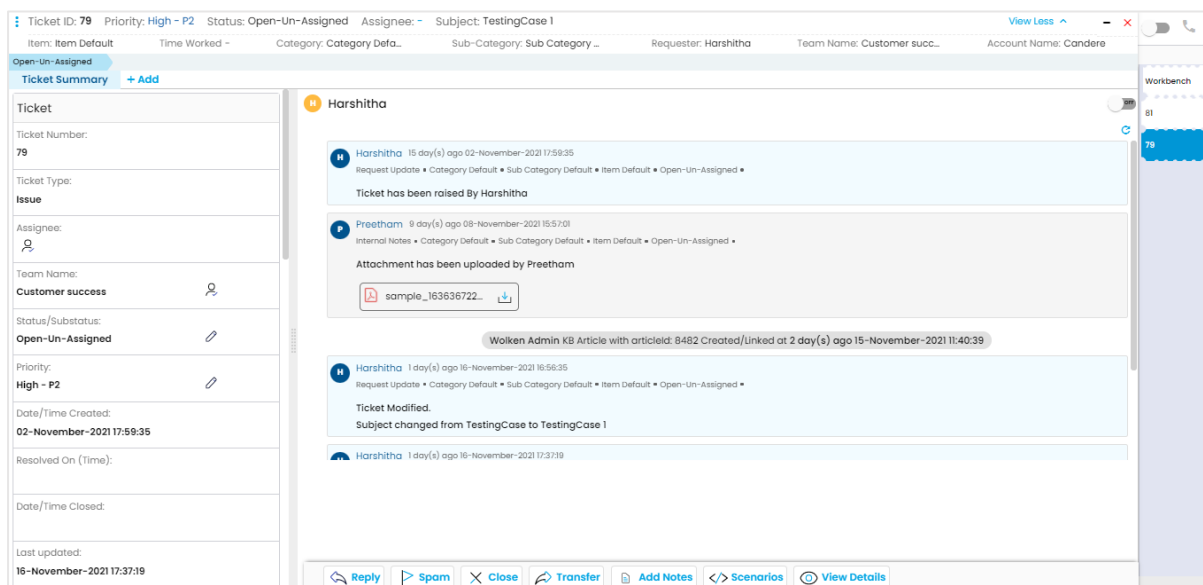 Ticket ID: 79 Priority: High - P2 Status: Open-Un-Assigned Assignee: - Subject: TestingCase 1 View Less
Item: Item Default Time Worked - Category: Category Defa... Sub-Category: Sub Category ... Requester: Harshitha Team Name: Customer succ... Account Name: Candere
Open-Un-Assigned
Ticket Summary + Add
Workbench
81
79
Ticket
Ticket Number:
79
Ticket Type:
Issue
Assignee:
Team Name:
Customer success
Status/Substatus:
Open-Un-Assigned
Priority:
High - P2
Date/Time Created:
02-November-2021 17:59:35
Resolved On (Time):
Date/Time Closed:
Last updated:
16-November-2021 17:37:19
H Harshitha
Off
H Harshitha 15 day(s) ago 02-November-2021 17:59:35
Request Update • Category Default • Sub Category Default • Item Default • Open-Un-Assigned •
Ticket has been raised By Harshitha
P Preetham 9 day(s) ago 08-November-2021 15:57:01
Internal Notes • Category Default • Sub Category Default • Item Default • Open-Un-Assigned •
Attachment has been uploaded by Preetham
sample_163636722...
Wolken Admin KB Article with articleId: 8482 Created/Linked at 2 day(s) ago 15-November-2021 11:40:39
H Harshitha 1 day(s) ago 16-November-2021 16:56:35
Request Update • Category Default • Sub Category Default • Item Default • Open-Un-Assigned •
Ticket Modified.
Subject changed from TestingCase to TestingCase 1
H Harshitha 1 day(s) ago 16-November-2021 17:37:19
Reply Spam Close Transfer Add Notes Scenarios View Details